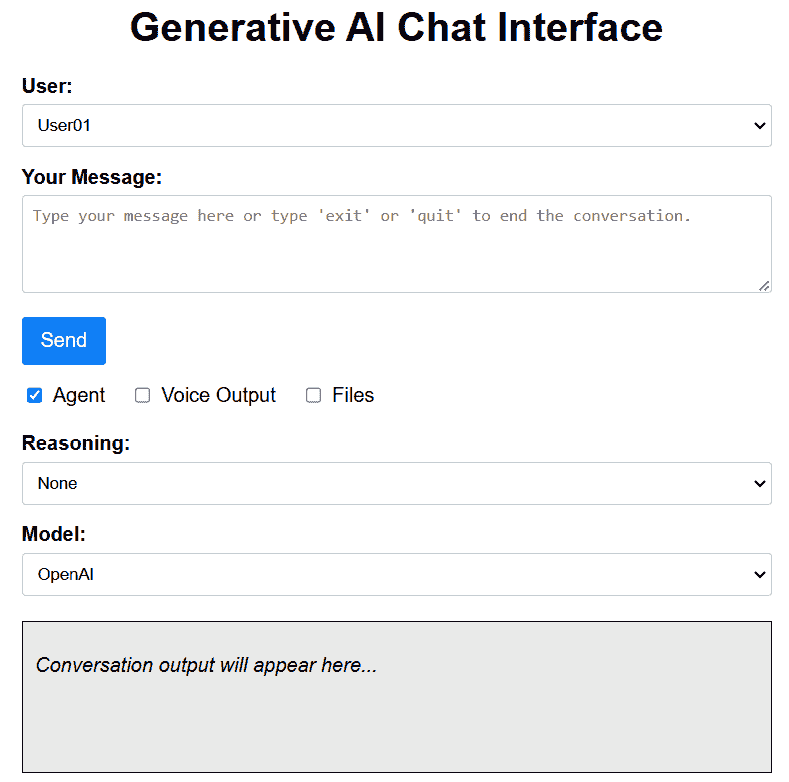 Generative AI Chat Interface
User:
User01
Your Message:
Type your message here or type 'exit' or 'quit' to end the conversation.
Send
Agent Voice Output Files
Reasoning:
None
Model:
OpenAI
Conversation output will appear here...